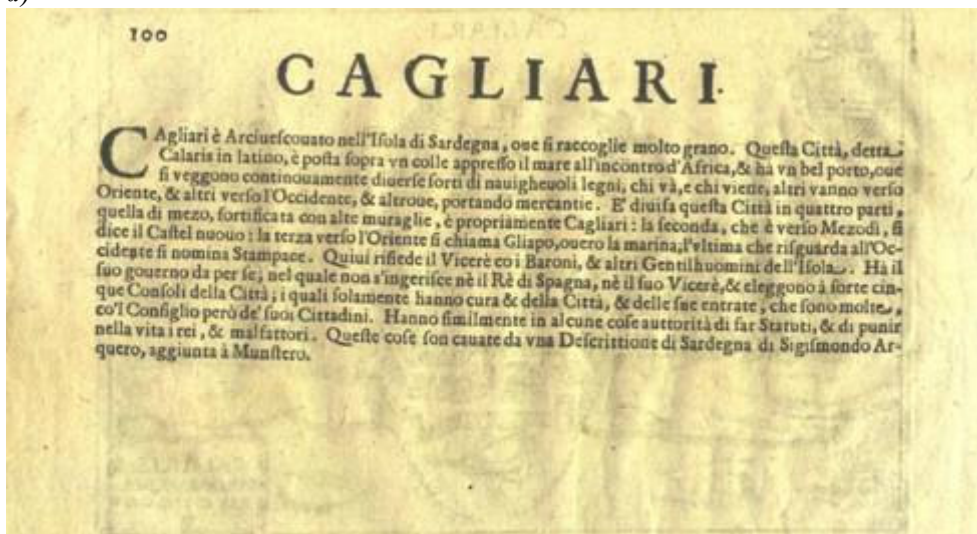 a)
100
CAGLIARI.
CAgliari è Arciueſcouato nell'Iſola di Sardegna, oue ſi raccoglie molto grano. Queſta Città, detta
Calaris in latino, è poſta ſopra vn colle appreſſo il mare all'incontro d'Africa, & hà vn bel porto, oue
ſi veggono continouamente diuerſe ſorti di nauigheuoli legni, chi và, e chi viene, altri vanno verſo
Oriente, & altri verſo l'Occidente, & altroue, portando mercantie. E' diuiſa queſta Città in quattro parti,
quella di mezo, fortificata con alte muraglie, è propriamente Cagliari: la ſeconda, che è verſo Mezodì, ſi
dice il Caſtel nuouo: la terza verſo l'Oriente ſi chiama Gliapo, ouero la marina; l'vltima che riſguarda all'Oc-
cidente ſi nomina Stampace. Quiui riſiede il Vicerè co i Baroni, & altri Gentilhuomini dell'Iſola. Hà il
ſuo gouerno da per ſe, nel quale non s'ingeriſce nè il Rè di Spagna, nè il ſuo Vicerè, & eleggono à ſorte cin-
que Conſoli della Città; i quali ſolamente hanno cura & della Città, & delle ſue entrate, che ſono molte,
co'l Conſiglio però de' ſuoi Cittadini. Hanno ſimilmente in alcune coſe auttorità di far Statuti, & di punir
nella vita i rei, & malfattori. Queſte coſe ſon cauate da vna Deſcrittione di Sardegna di Sigiſmondo Ar-
quero, aggiunta à Munſtero.